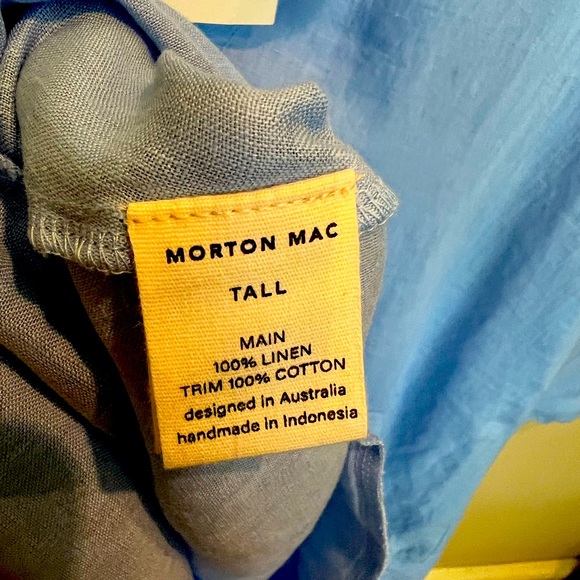 MORTON MAC
TALL
MAIN
100% LINEN
TRIM 100% COTTON
designed in Australia
handmade in Indonesia